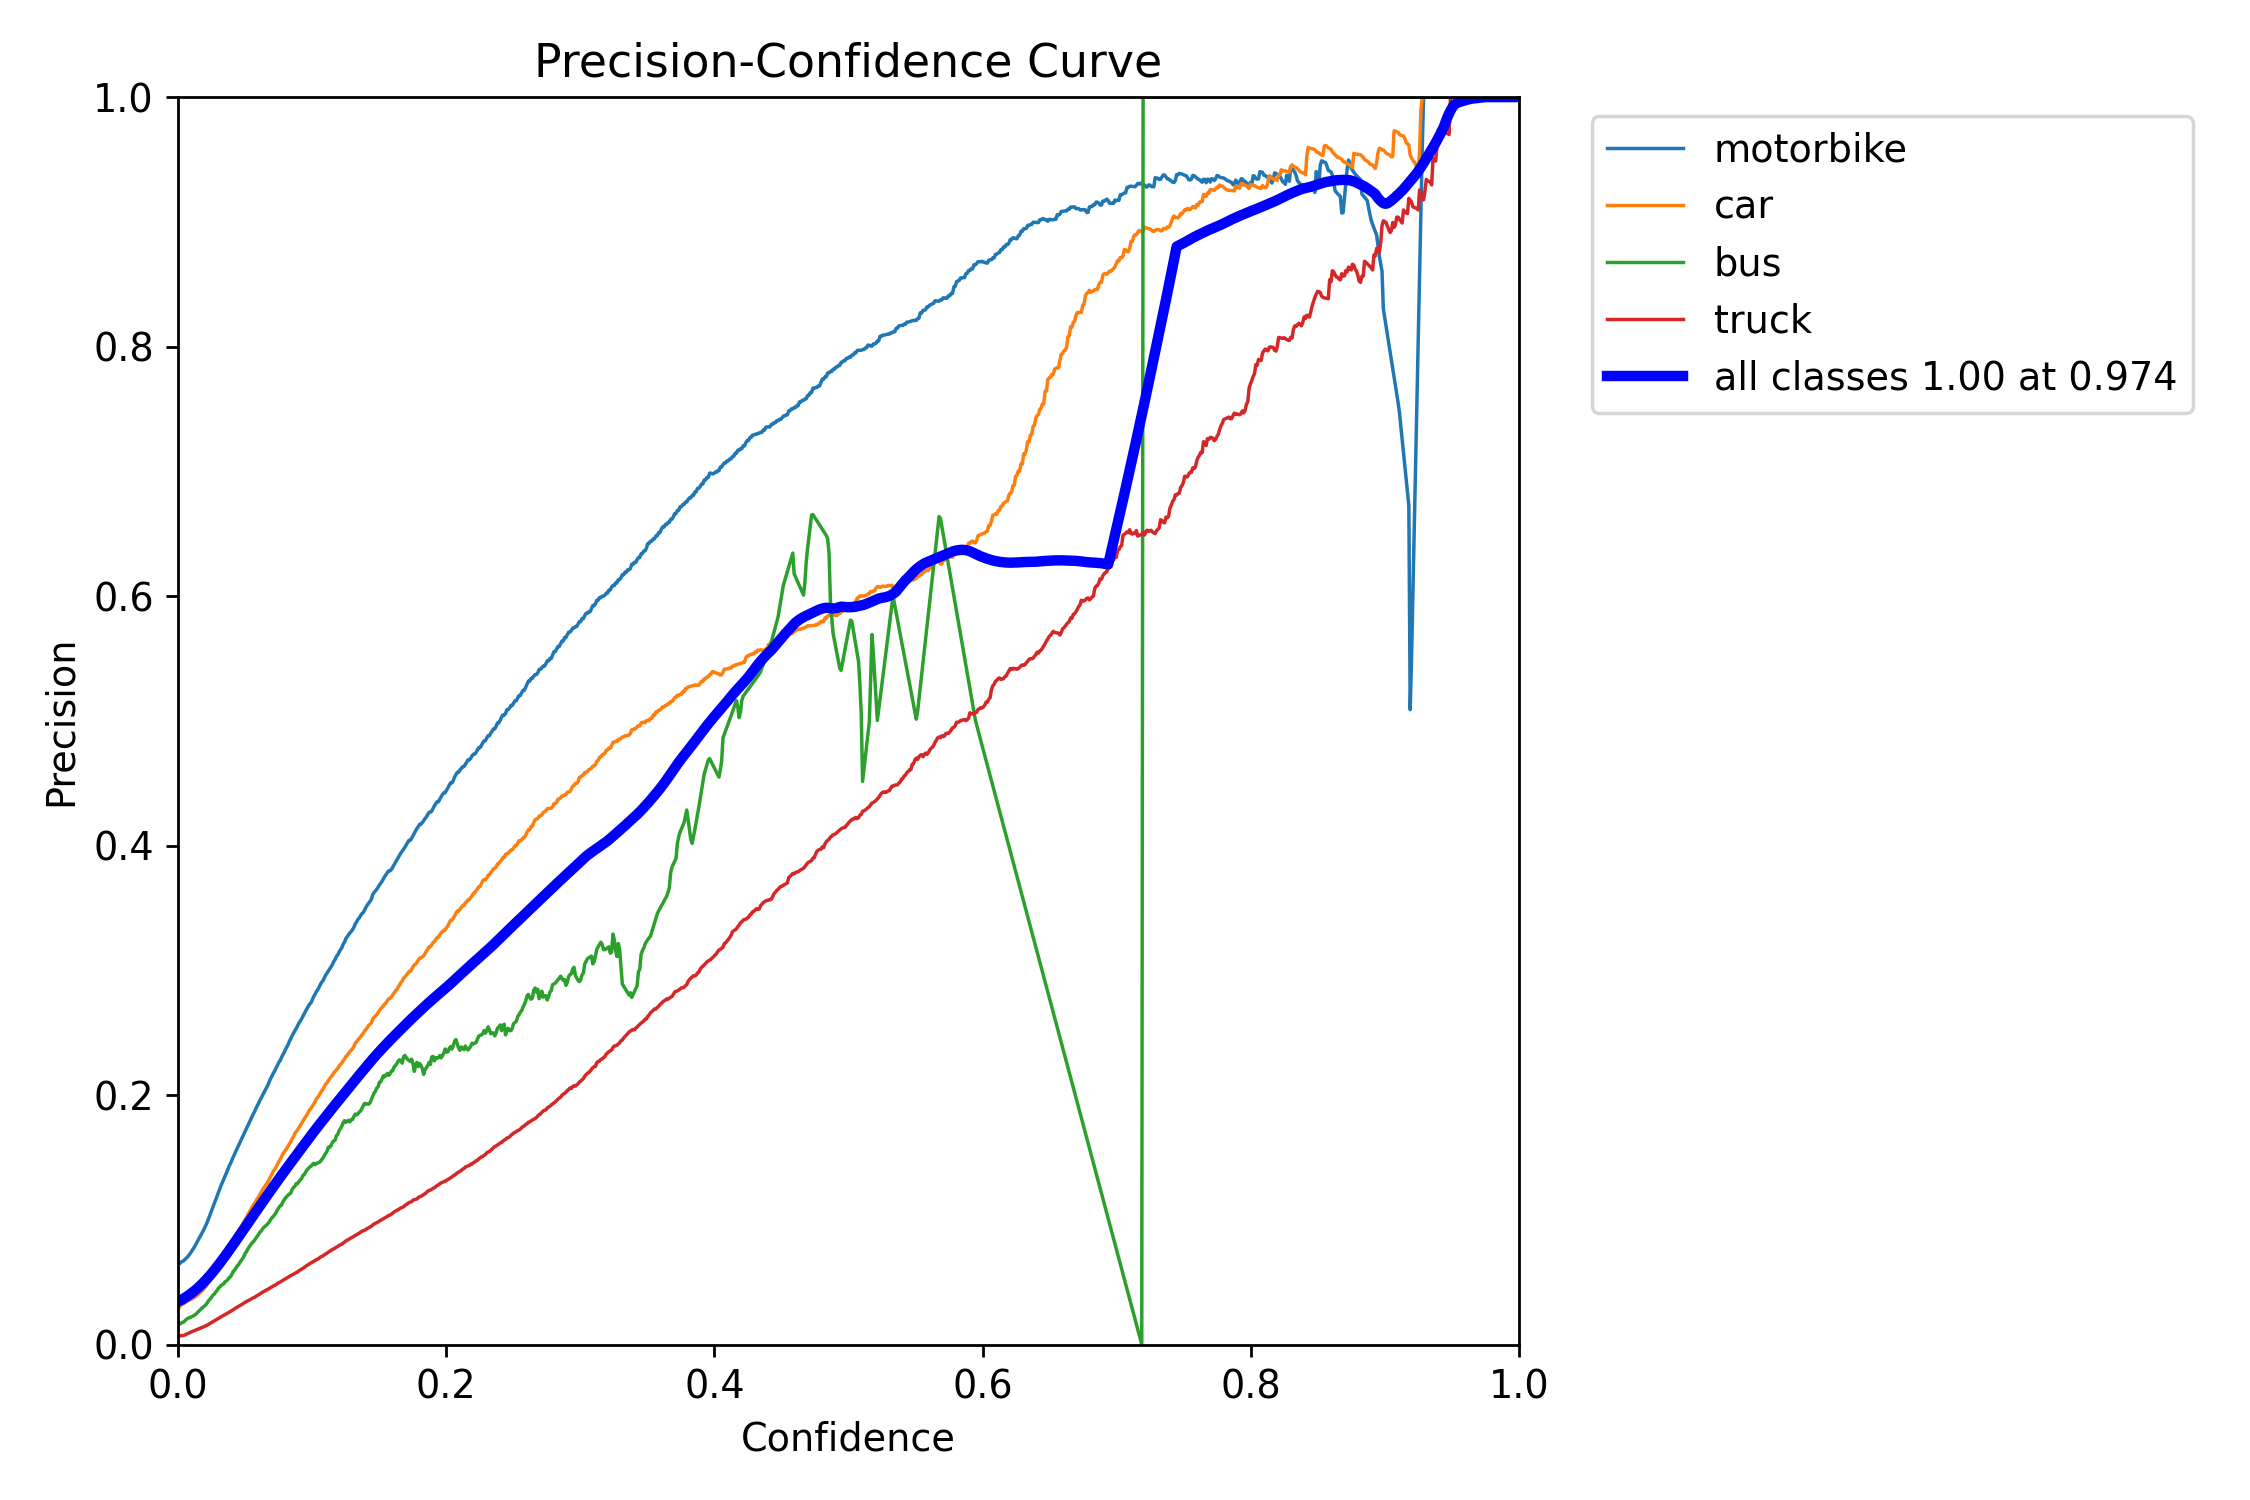 Precision-Confidence Curve
1.0
0.8
0.6
0.4
0.2
0.0
Precision
0.0 0.2 0.4 0.6 0.8 1.0
Confidence
motorbike
car
bus
truck
all classes 1.00 at 0.974